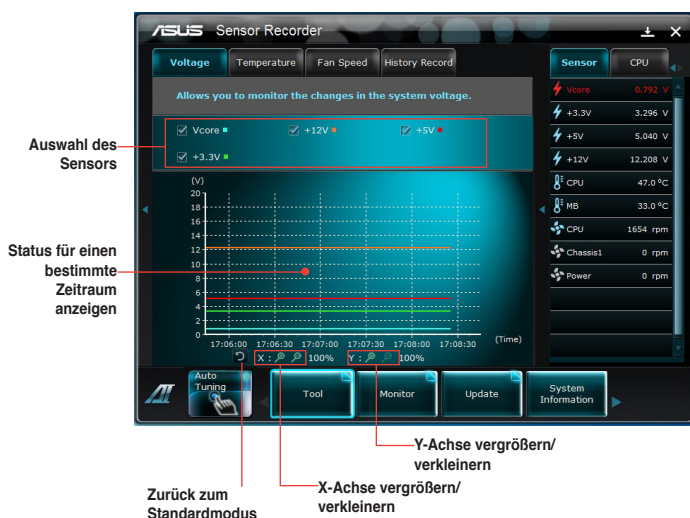 ASUS Sensor Recorder
Voltage Temperature Fan Speed History Record
Allows you to monitor the changes in the system voltage.
Vcore +12V +5V
+3.3V
(V)
20
18
16
14
12
10
8
6
4
2
0
17:06:00 17:06:30 17:07:00 17:07:30 17:08:00 17:08:30 (Time)
X : 100% Y : 100%
Sensor CPU
Vcore 0.792 V
+3.3V 3.296 V
+5V 5.040 V
+12V 12.208 V
CPU 47.0 °C
MB 33.0 °C
CPU 1654 rpm
Chassis1 0 rpm
Power 0 rpm
Auto
Tuning
Tool
Monitor
Update
System
Information
Auswahl des
Sensors
Status für einen
bestimmte
Zeitraum
anzeigen
Y-Achse vergrößern/
verkleinern
X-Achse vergrößern/
verkleinern
Zurück zum
Standardmodus